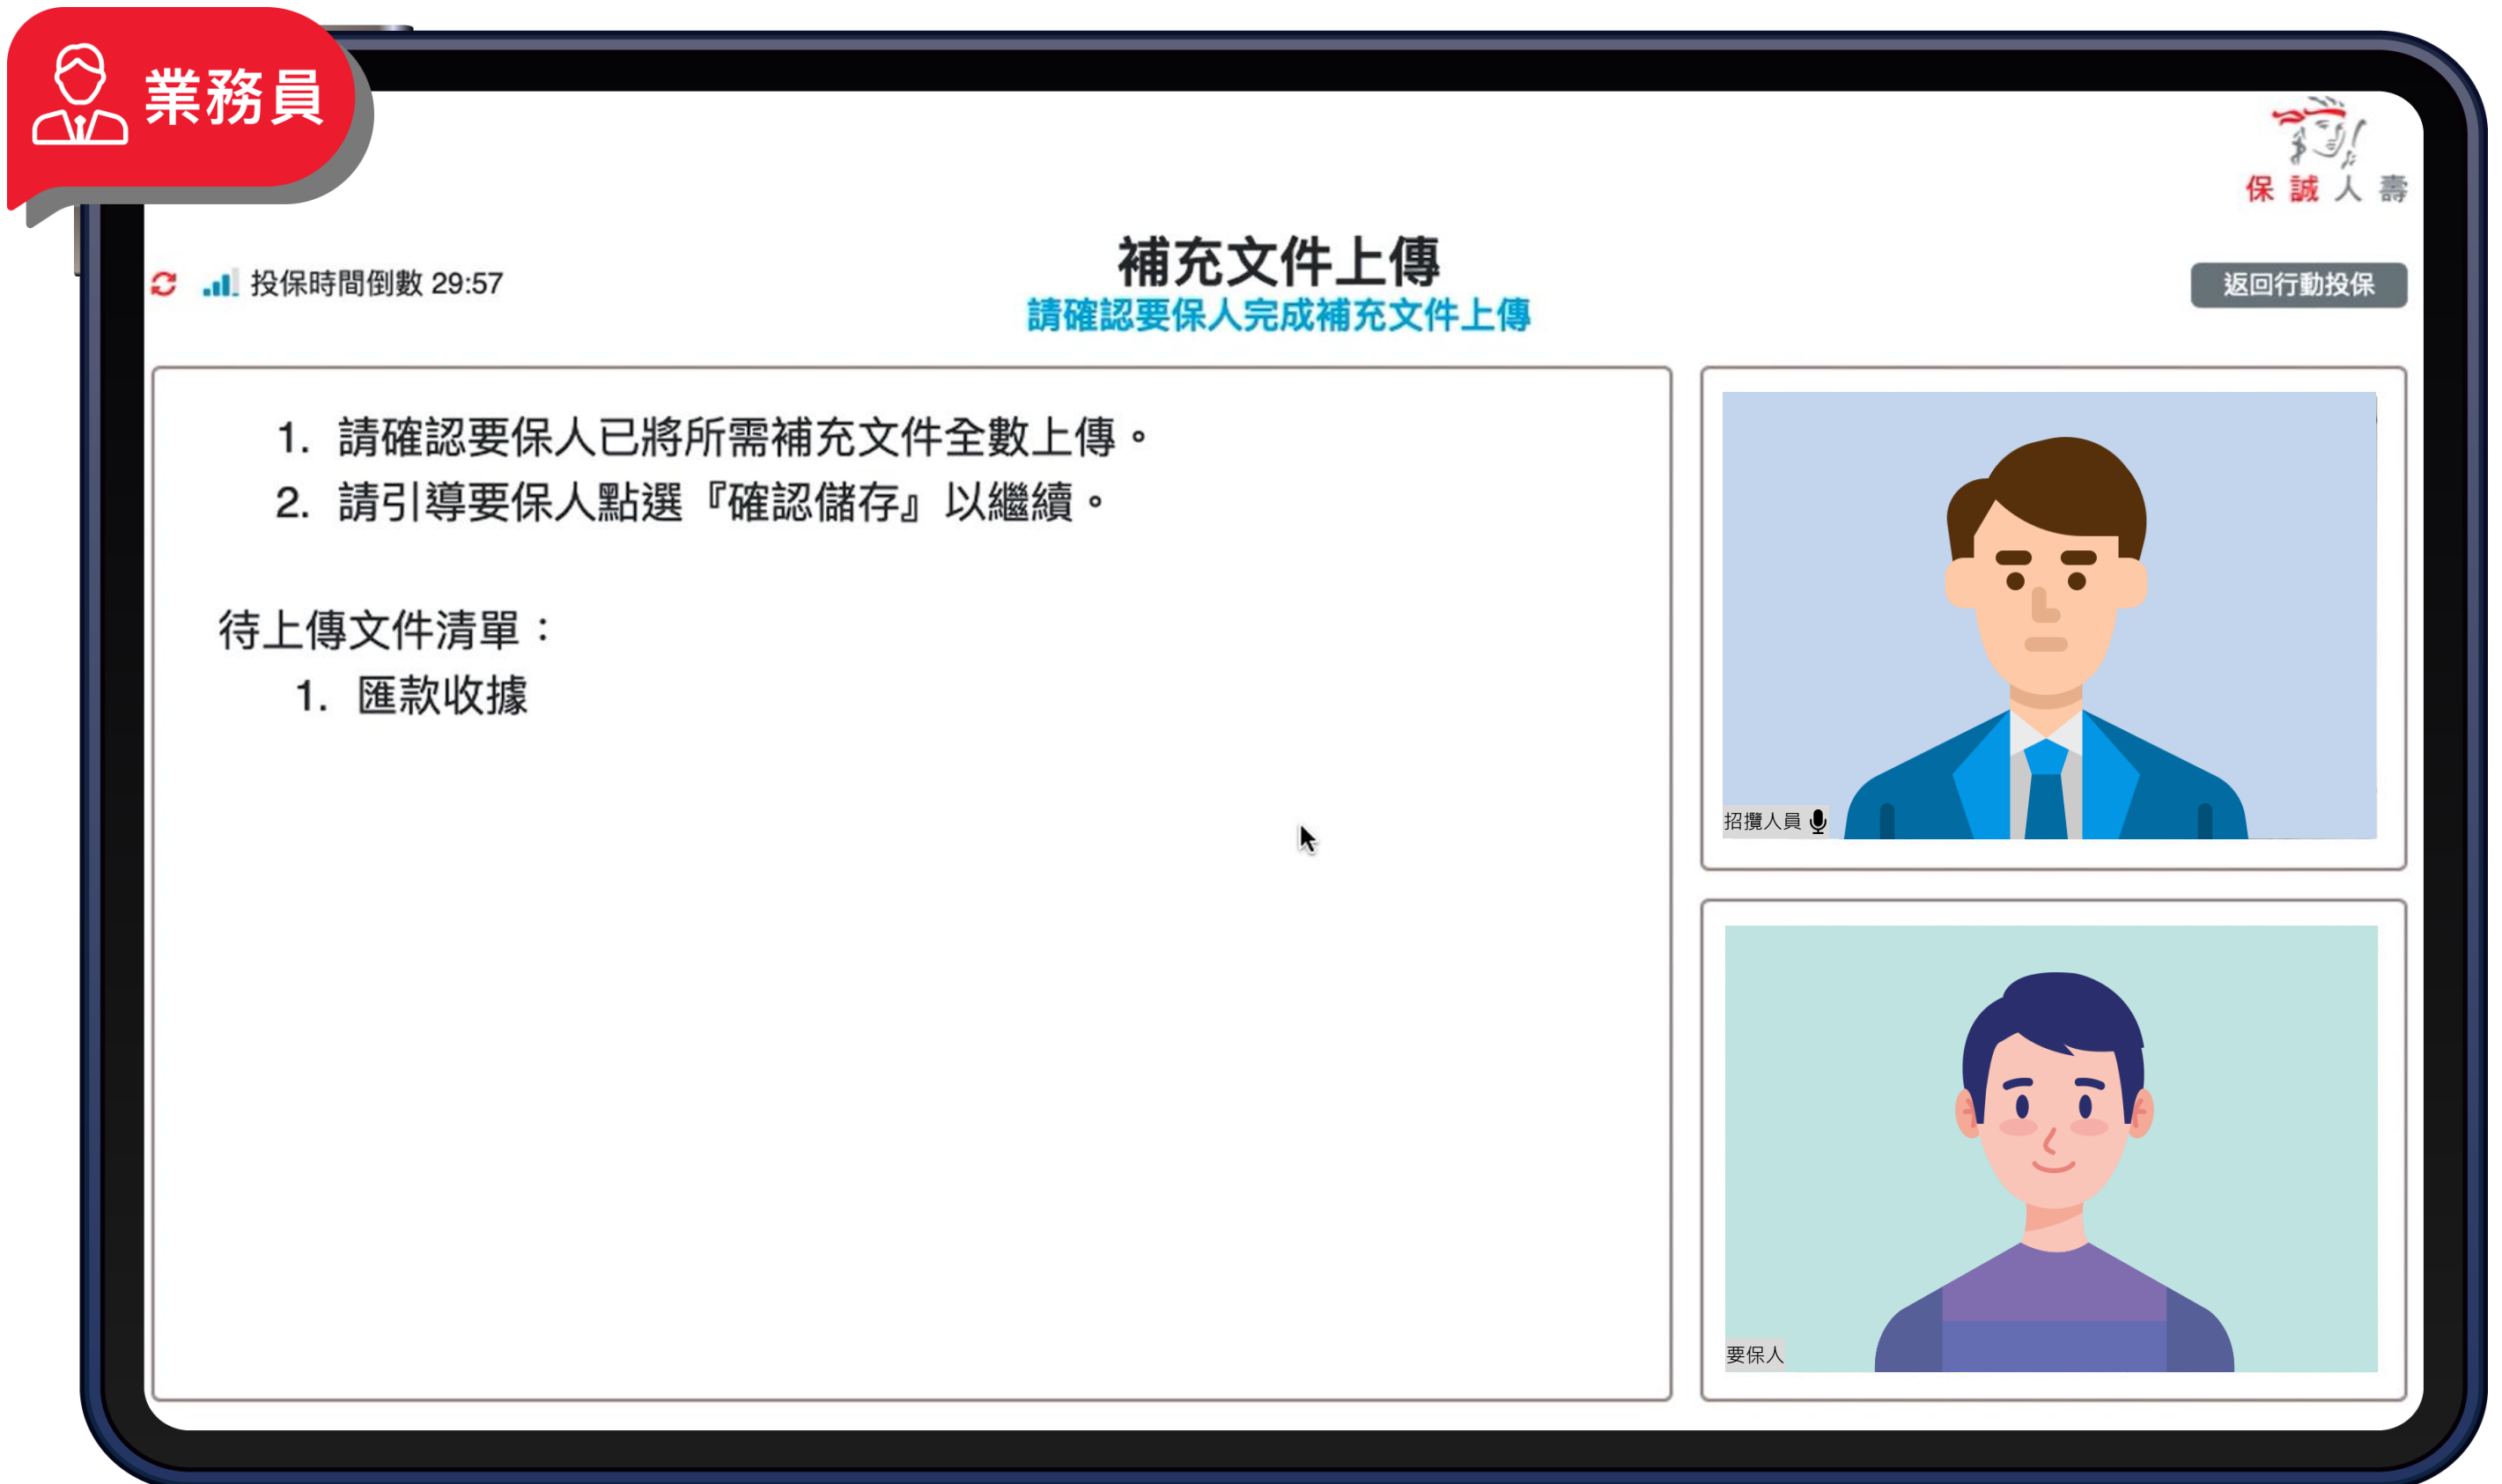 業務員
保誠人壽
投保時間倒數 29:57
補充文件上傳
請確認要保人完成補充文件上傳
返回行動投保
1. 請確認要保人已將所需補充文件全數上傳。
2. 請引導要保人點選『確認儲存』以繼續。
待上傳文件清單：
1. 匯款收據
招攬人員
要保人